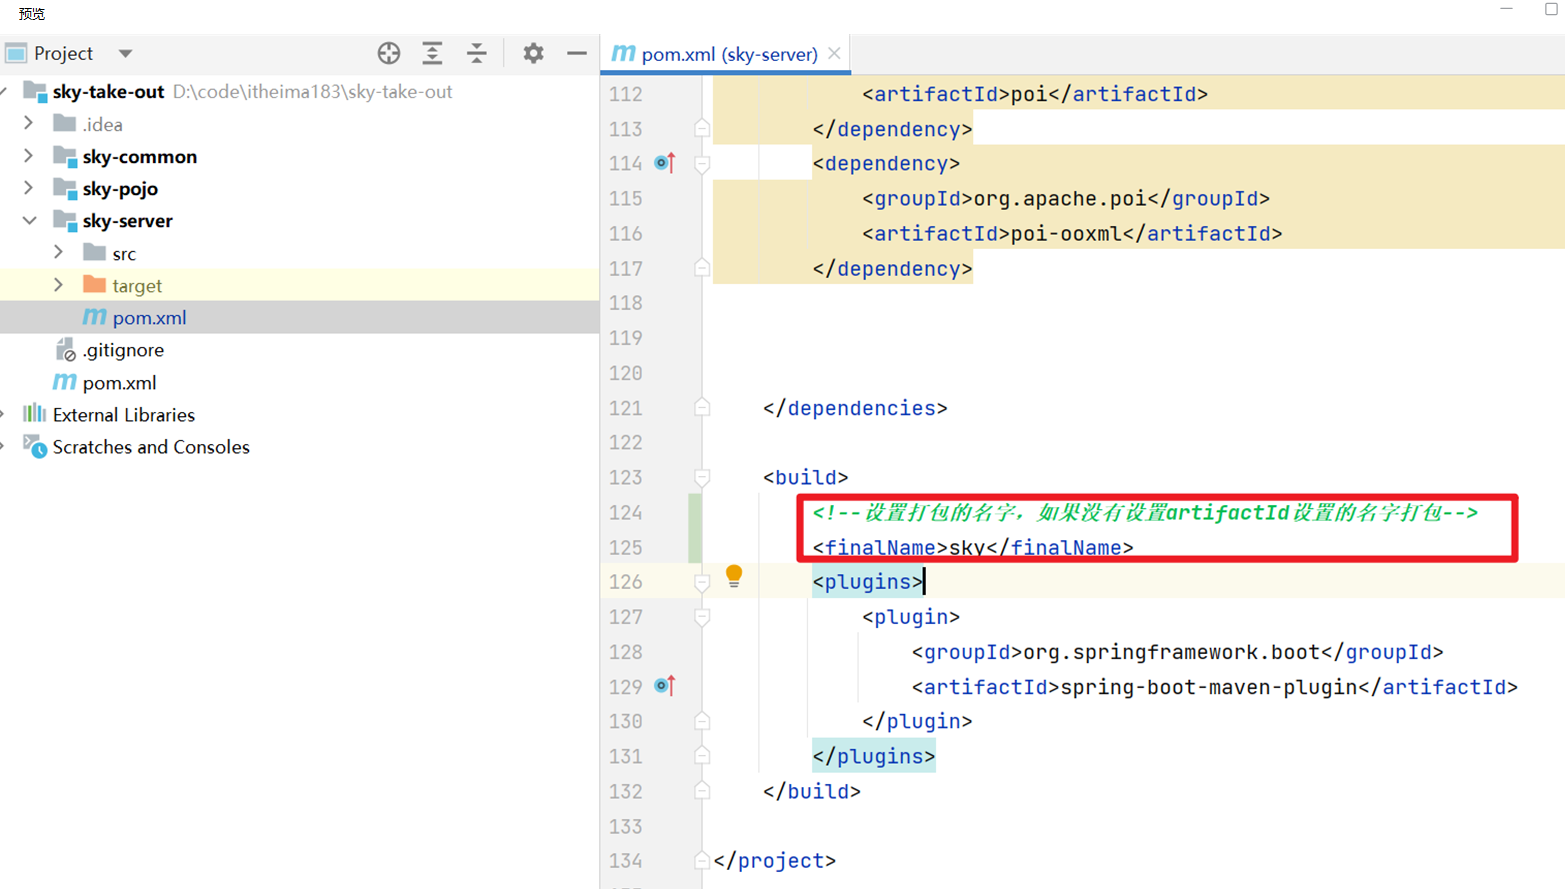 预览
Project
pom.xml (sky-server)
sky-take-out D:\code\itheima183\sky-take-out
.idea
sky-common
sky-pojo
sky-server
src
target
pom.xml
.gitignore
pom.xml
External Libraries
Scratches and Consoles
112 <artifactId>poi</artifactId>
113 </dependency>
114 <dependency>
115 <groupId>org.apache.poi</groupId>
116 <artifactId>poi-ooxml</artifactId>
117 </dependency>
118
119
120
121 </dependencies>
122
123 <build>
124 <!--设置打包的名字，如果没有设置artifactId设置的名字打包-->
125 <finalName>sky</finalName>
126 <plugins>
127 <plugin>
128 <groupId>org.springframework.boot</groupId>
129 <artifactId>spring-boot-maven-plugin</artifactId>
130 </plugin>
131 </plugins>
132 </build>
133
134 </project>